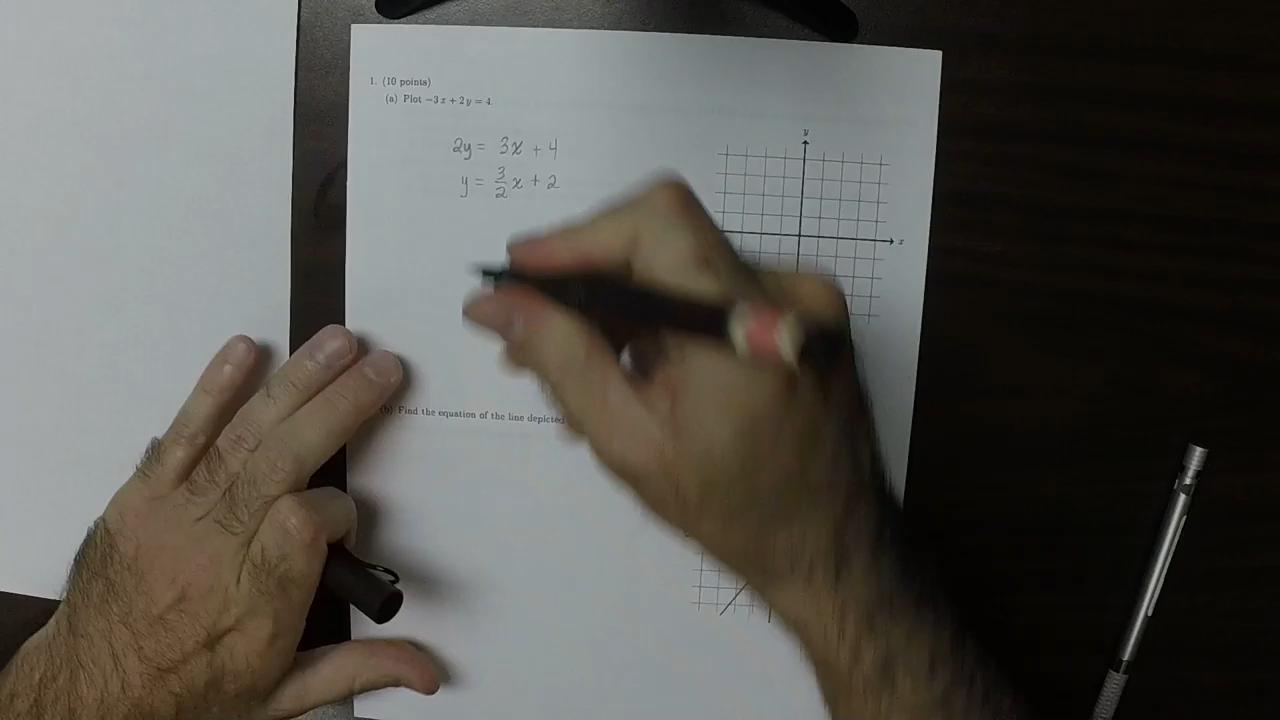 1. (10 points)
(a) Plot −3x + 2y = 4.
2y = 3x + 4
y = 3/2 x + 2
y
x
(b) Find the equation of the line depicted